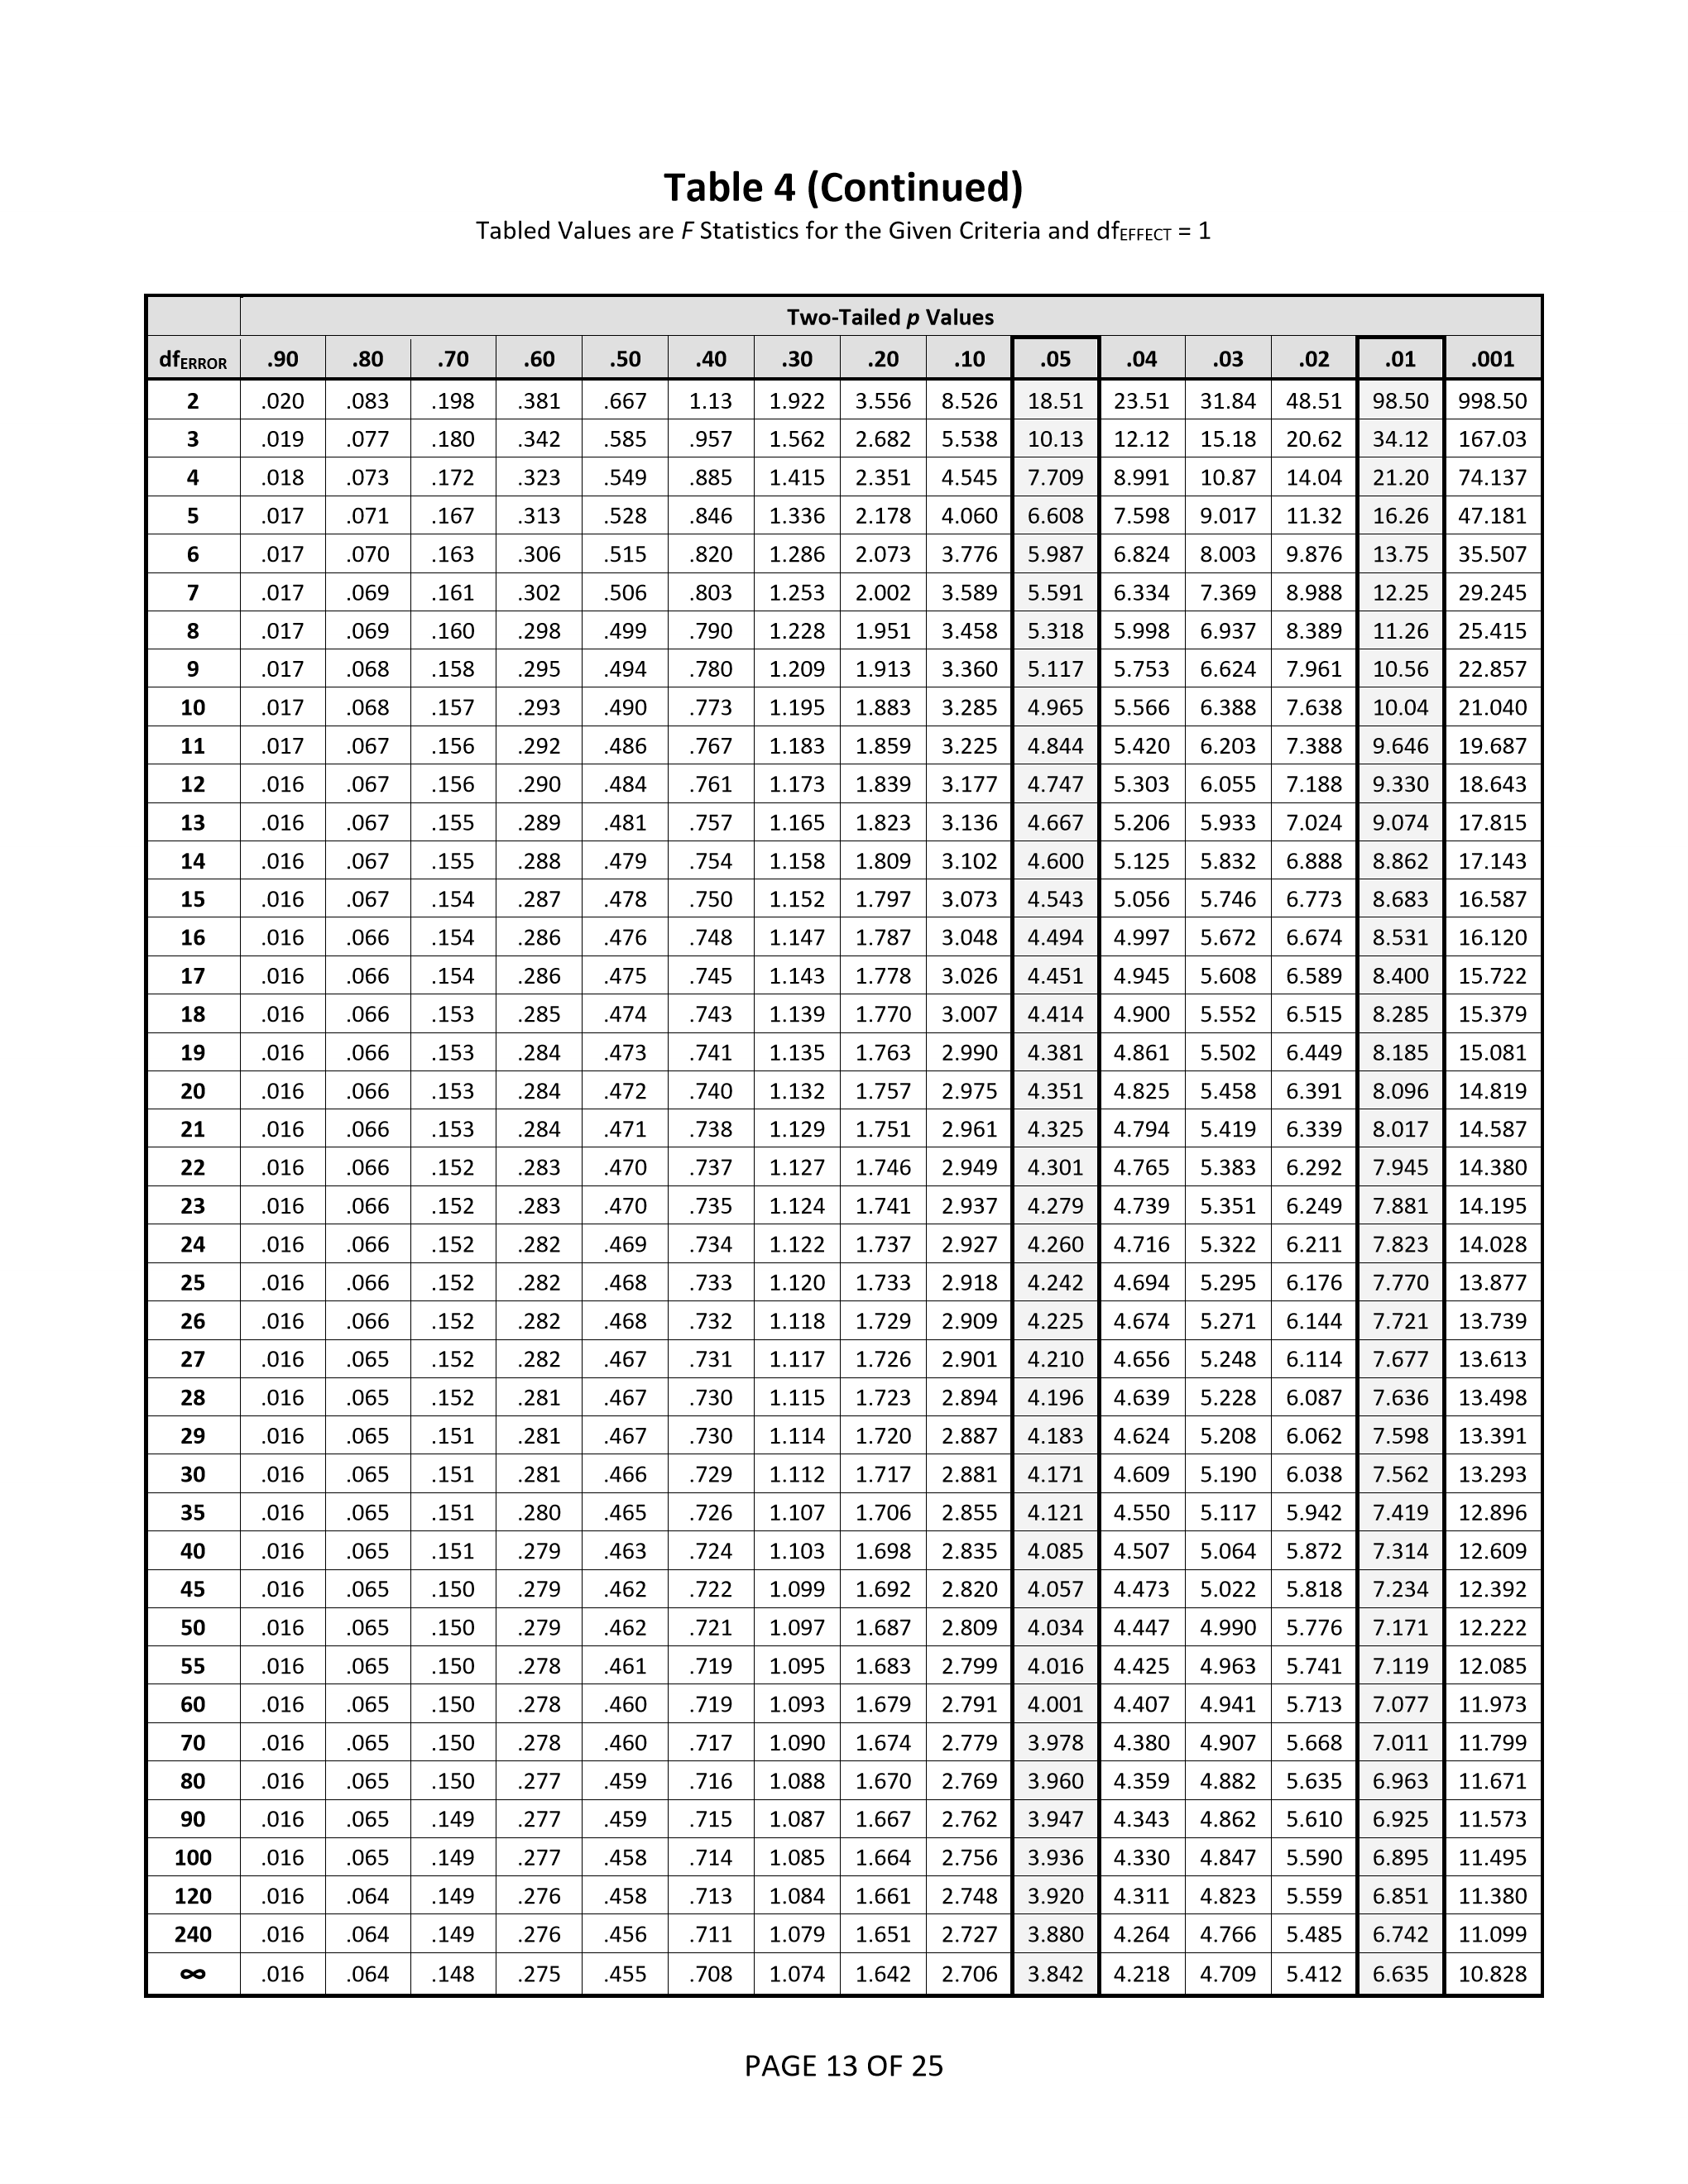 Table 4 (Continued)
Tabled Values are F Statistics for the Given Criteria and dfEFFECT = 1
Two-Tailed p Values
dfERROR .90 .80 .70 .60 .50 .40 .30 .20 .10 .05 .04 .03 .02 .01 .001
2 .020 .083 .198 .381 .667 1.13 1.922 3.556 8.526 18.51 23.51 31.84 48.51 98.50 998.50
3 .019 .077 .180 .342 .585 .957 1.562 2.682 5.538 10.13 12.12 15.18 20.62 34.12 167.03
4 .018 .073 .172 .323 .549 .885 1.415 2.351 4.545 7.709 8.991 10.87 14.04 21.20 74.137
5 .017 .071 .167 .313 .528 .846 1.336 2.178 4.060 6.608 7.598 9.017 11.32 16.26 47.181
6 .017 .070 .163 .306 .515 .820 1.286 2.073 3.776 5.987 6.824 8.003 9.876 13.75 35.507
7 .017 .069 .161 .302 .506 .803 1.253 2.002 3.589 5.591 6.334 7.369 8.988 12.25 29.245
8 .017 .069 .160 .298 .499 .790 1.228 1.951 3.458 5.318 5.998 6.937 8.389 11.26 25.415
9 .017 .068 .158 .295 .494 .780 1.209 1.913 3.360 5.117 5.753 6.624 7.961 10.56 22.857
10 .017 .068 .157 .293 .490 .773 1.195 1.883 3.285 4.965 5.566 6.388 7.638 10.04 21.040
11 .017 .067 .156 .292 .486 .767 1.183 1.859 3.225 4.844 5.420 6.203 7.388 9.646 19.687
12 .016 .067 .156 .290 .484 .761 1.173 1.839 3.177 4.747 5.303 6.055 7.188 9.330 18.643
13 .016 .067 .155 .289 .481 .757 1.165 1.823 3.136 4.667 5.206 5.933 7.024 9.074 17.815
14 .016 .067 .155 .288 .479 .754 1.158 1.809 3.102 4.600 5.125 5.832 6.888 8.862 17.143
15 .016 .067 .154 .287 .478 .750 1.152 1.797 3.073 4.543 5.056 5.746 6.773 8.683 16.587
16 .016 .066 .154 .286 .476 .748 1.147 1.787 3.048 4.494 4.997 5.672 6.674 8.531 16.120
17 .016 .066 .154 .286 .475 .745 1.143 1.778 3.026 4.451 4.945 5.608 6.589 8.400 15.722
18 .016 .066 .153 .285 .474 .743 1.139 1.770 3.007 4.414 4.900 5.552 6.515 8.285 15.379
19 .016 .066 .153 .284 .473 .741 1.135 1.763 2.990 4.381 4.861 5.502 6.449 8.185 15.081
20 .016 .066 .153 .284 .472 .740 1.132 1.757 2.975 4.351 4.825 5.458 6.391 8.096 14.819
21 .016 .066 .153 .284 .471 .738 1.129 1.751 2.961 4.325 4.794 5.419 6.339 8.017 14.587
22 .016 .066 .152 .283 .470 .737 1.127 1.746 2.949 4.301 4.765 5.383 6.292 7.945 14.380
23 .016 .066 .152 .283 .470 .735 1.124 1.741 2.937 4.279 4.739 5.351 6.249 7.881 14.195
24 .016 .066 .152 .282 .469 .734 1.122 1.737 2.927 4.260 4.716 5.322 6.211 7.823 14.028
25 .016 .066 .152 .282 .468 .733 1.120 1.733 2.918 4.242 4.694 5.295 6.176 7.770 13.877
26 .016 .066 .152 .282 .468 .732 1.118 1.729 2.909 4.225 4.674 5.271 6.144 7.721 13.739
27 .016 .065 .152 .282 .467 .731 1.117 1.726 2.901 4.210 4.656 5.248 6.114 7.677 13.613
28 .016 .065 .152 .281 .467 .730 1.115 1.723 2.894 4.196 4.639 5.228 6.087 7.636 13.498
29 .016 .065 .151 .281 .467 .730 1.114 1.720 2.887 4.183 4.624 5.208 6.062 7.598 13.391
30 .016 .065 .151 .281 .466 .729 1.112 1.717 2.881 4.171 4.609 5.190 6.038 7.562 13.293
35 .016 .065 .151 .280 .465 .726 1.107 1.706 2.855 4.121 4.550 5.117 5.942 7.419 12.896
40 .016 .065 .151 .279 .463 .724 1.103 1.698 2.835 4.085 4.507 5.064 5.872 7.314 12.609
45 .016 .065 .150 .279 .462 .722 1.099 1.692 2.820 4.057 4.473 5.022 5.818 7.234 12.392
50 .016 .065 .150 .279 .462 .721 1.097 1.687 2.809 4.034 4.447 4.990 5.776 7.171 12.222
55 .016 .065 .150 .278 .461 .719 1.095 1.683 2.799 4.016 4.425 4.963 5.741 7.119 12.085
60 .016 .065 .150 .278 .460 .719 1.093 1.679 2.791 4.001 4.407 4.941 5.713 7.077 11.973
70 .016 .065 .150 .278 .460 .717 1.090 1.674 2.779 3.978 4.380 4.907 5.668 7.011 11.799
80 .016 .065 .150 .277 .459 .716 1.088 1.670 2.769 3.960 4.359 4.882 5.635 6.963 11.671
90 .016 .065 .149 .277 .459 .715 1.087 1.667 2.762 3.947 4.343 4.862 5.610 6.925 11.573
100 .016 .065 .149 .277 .458 .714 1.085 1.664 2.756 3.936 4.330 4.847 5.590 6.895 11.495
120 .016 .064 .149 .276 .458 .713 1.084 1.661 2.748 3.920 4.311 4.823 5.559 6.851 11.380
240 .016 .064 .149 .276 .456 .711 1.079 1.651 2.727 3.880 4.264 4.766 5.485 6.742 11.099
∞ .016 .064 .148 .275 .455 .708 1.074 1.642 2.706 3.842 4.218 4.709 5.412 6.635 10.828
PAGE 13 OF 25